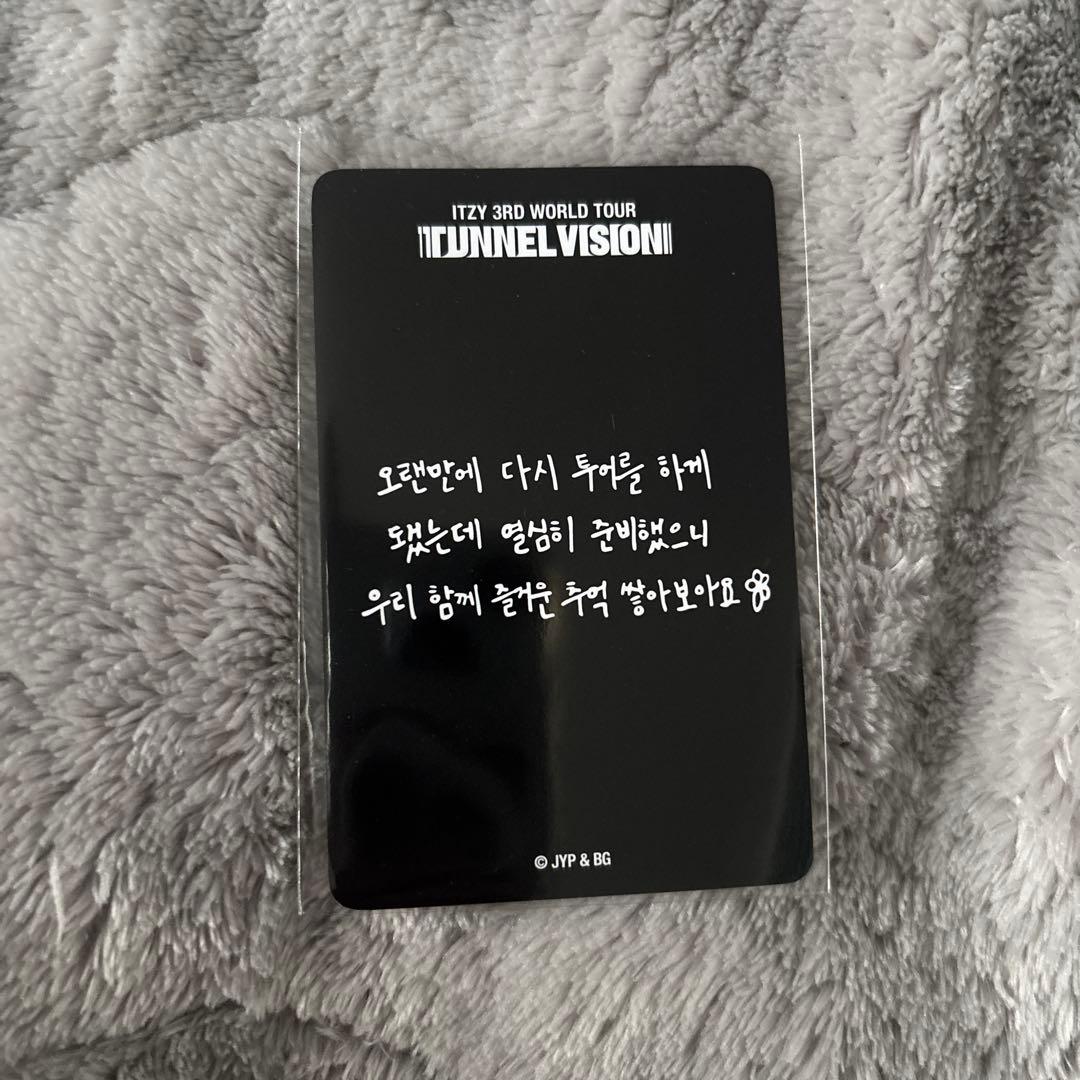 ITZY 3RD WORLD TOUR
TUNNEL VISION
오랜만에 다시 투어를 하게
됐는데 열심히 준비했으니
우리 함께 즐거운 추억 쌓아보아요
© JYP & BG